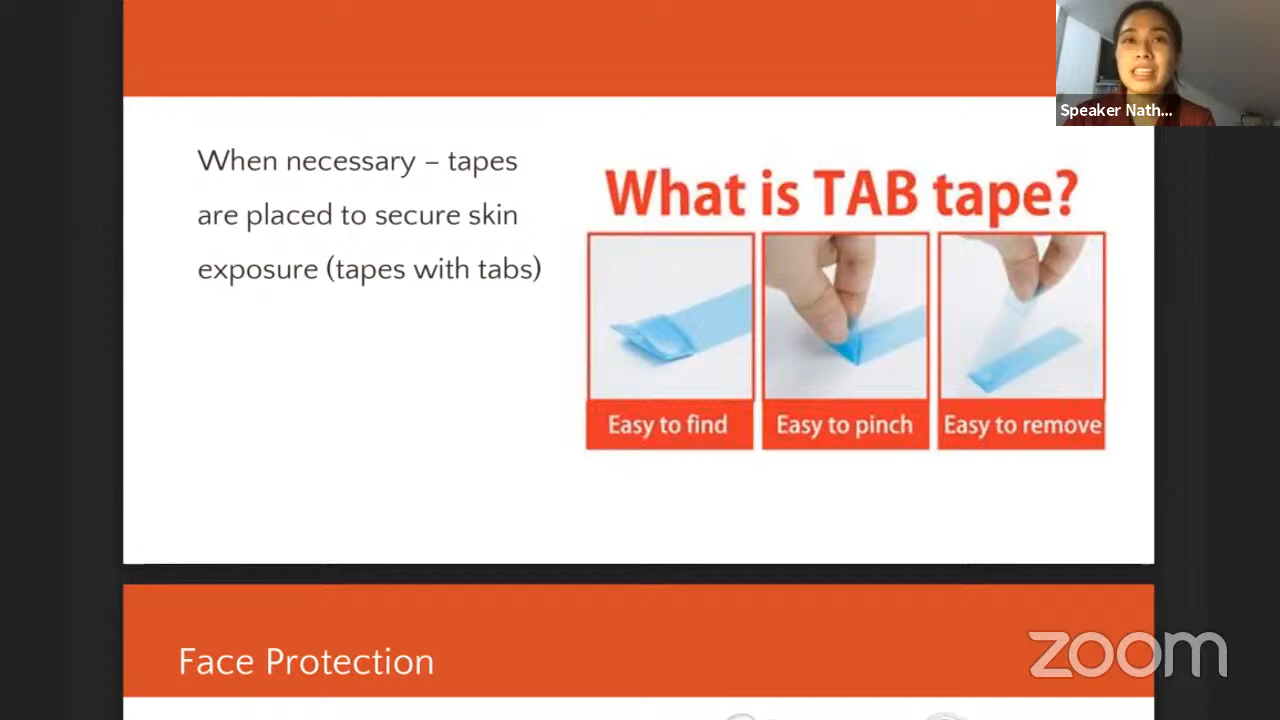 Speaker Nath...
When necessary – tapes
are placed to secure skin
exposure (tapes with tabs)
What is TAB tape?
Easy to find
Easy to pinch
Easy to remove
Face Protection
zoom